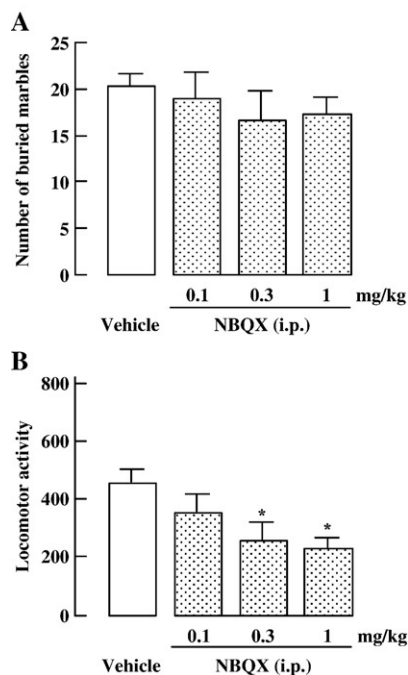 A
Number of buried marbles
25
20
15
10
5
0
0.1 0.3 1 mg/kg
Vehicle NBQX (i.p.)
B
Locomotor activity
800
600
400
200
0
* *
0.1 0.3 1 mg/kg
Vehicle NBQX (i.p.)